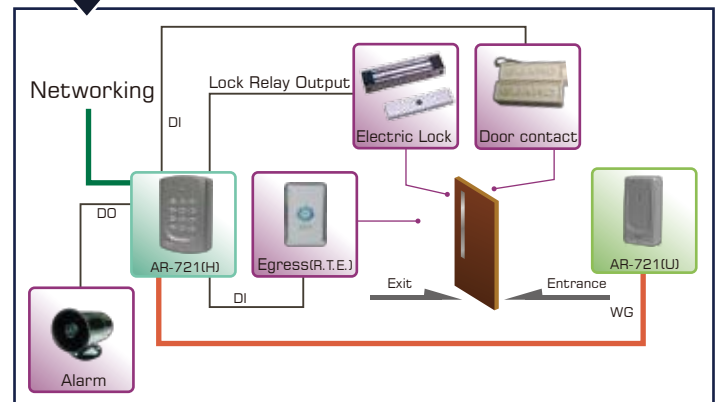 Networking
Lock Relay Output
DI
Electric Lock
Door contact
DO
AR-721(H)
Egress(R.T.E.)
AR-721(U)
DI
Exit
Entrance
WG
Alarm